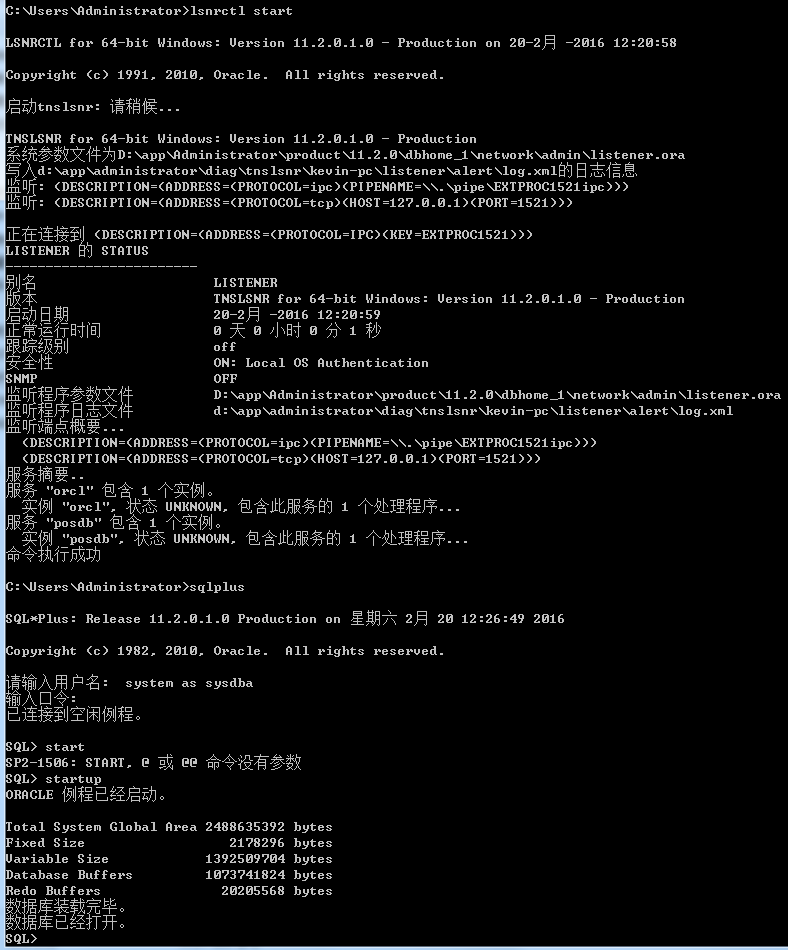 C:\Users\Administrator>lsnrctl start
LSNRCTL for 64-bit Windows: Version 11.2.0.1.0 - Production on 20-2月 -2016 12:20:58
Copyright (c) 1991, 2010, Oracle.  All rights reserved.
启动tnslsnr: 请稍候...
TNSLSNR for 64-bit Windows: Version 11.2.0.1.0 - Production
系统参数文件为D:\app\Administrator\product\11.2.0\dbhome_1\network\admin\listener.ora
写入d:\app\administrator\diag\tnslsnr\kevin-pc\listener\alert\log.xml的日志信息
监听: (DESCRIPTION=(ADDRESS=(PROTOCOL=ipc)(PIPENAME=\\.\pipe\EXTPROC1521ipc)))
监听: (DESCRIPTION=(ADDRESS=(PROTOCOL=tcp)(HOST=127.0.0.1)(PORT=1521)))
正在连接到 (DESCRIPTION=(ADDRESS=(PROTOCOL=IPC)(KEY=EXTPROC1521)))
LISTENER 的 STATUS
------------------------
别名                      LISTENER
版本                      TNSLSNR for 64-bit Windows: Version 11.2.0.1.0 - Production
启动日期                  20-2月 -2016 12:20:59
正常运行时间              0 天 0 小时 0 分 1 秒
跟踪级别                  off
安全性                    ON: Local OS Authentication
SNMP                      OFF
监听程序参数文件          D:\app\Administrator\product\11.2.0\dbhome_1\network\admin\listener.ora
监听程序日志文件          d:\app\administrator\diag\tnslsnr\kevin-pc\listener\alert\log.xml
监听端点概要...
  (DESCRIPTION=(ADDRESS=(PROTOCOL=ipc)(PIPENAME=\\.\pipe\EXTPROC1521ipc)))
  (DESCRIPTION=(ADDRESS=(PROTOCOL=tcp)(HOST=127.0.0.1)(PORT=1521)))
服务摘要..
服务 "orcl" 包含 1 个实例。
  实例 "orcl", 状态 UNKNOWN, 包含此服务的 1 个处理程序...
服务 "posdb" 包含 1 个实例。
  实例 "posdb", 状态 UNKNOWN, 包含此服务的 1 个处理程序...
命令执行成功
C:\Users\Administrator>sqlplus
SQL*Plus: Release 11.2.0.1.0 Production on 星期六 2月 20 12:26:49 2016
Copyright (c) 1982, 2010, Oracle.  All rights reserved.
请输入用户名:  system as sysdba
输入口令:
已连接到空闲例程。
SQL> start
SP2-1506: START, @ 或 @@ 命令没有参数
SQL> startup
ORACLE 例程已经启动。
Total System Global Area 2488635392 bytes
Fixed Size                  2178296 bytes
Variable Size            1392509704 bytes
Database Buffers         1073741824 bytes
Redo Buffers               20205568 bytes
数据库装载完毕。
数据库已经打开。
SQL>